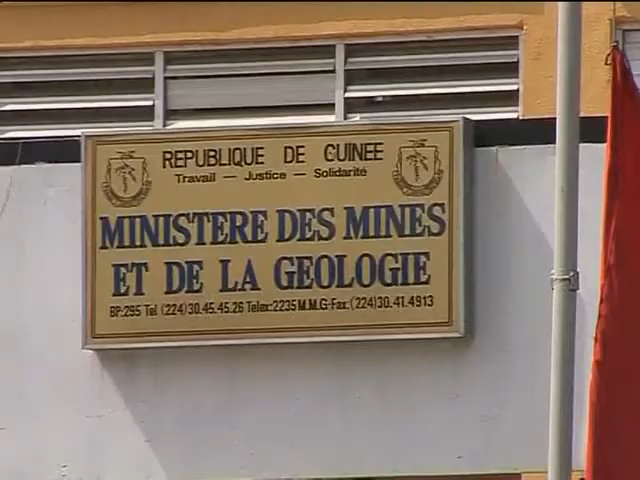 REPUBLIQUE DE GUINEE
Travail — Justice — Solidarité
MINISTERE DES MINES
ET DE LA GEOLOGIE
BP:295 Tel (224)30.45.45.26 Telex:2235 M.M.G-Fax.(224)30.41.4913